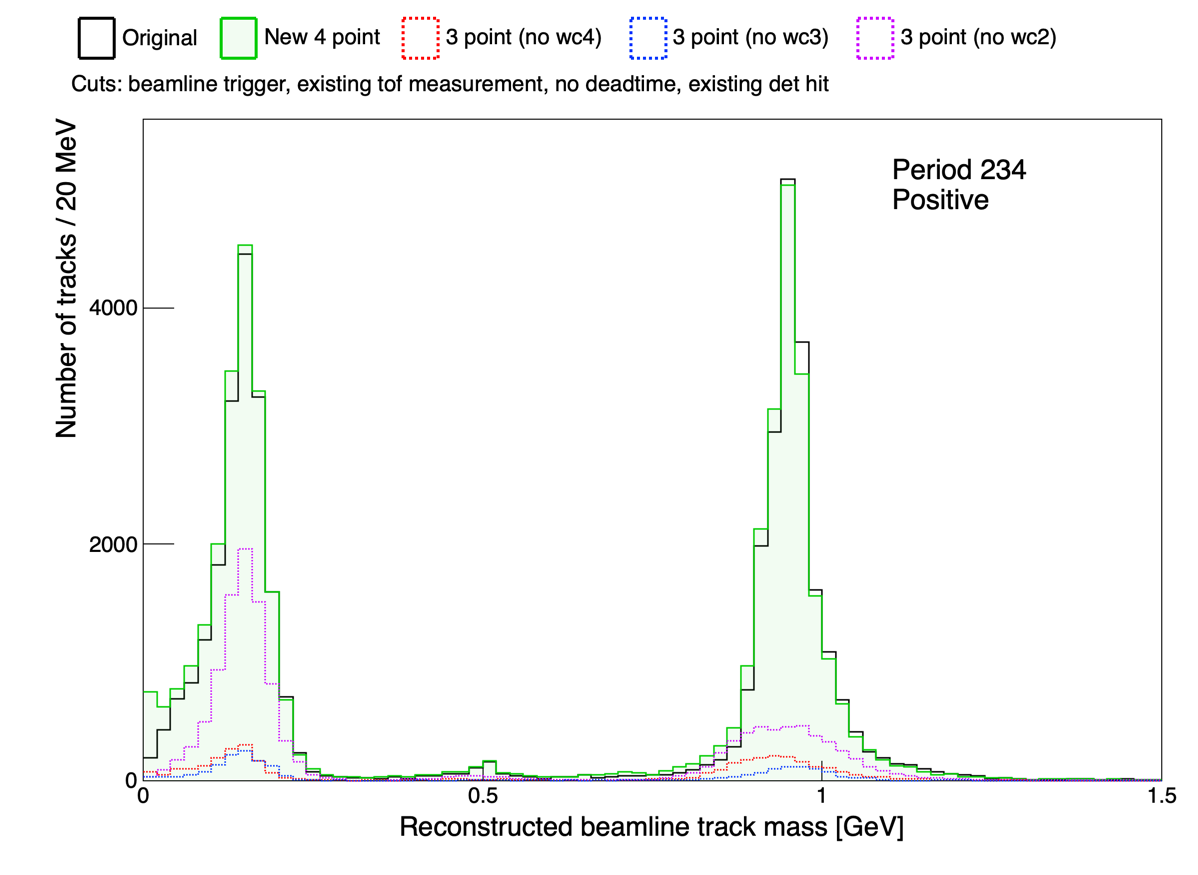 Original New 4 point 3 point (no wc4) 3 point (no wc3) 3 point (no wc2)
Cuts: beamline trigger, existing tof measurement, no deadtime, existing det hit
Number of tracks / 20 MeV
Period 234
Positive
4000
2000
0
0 0.5 1 1.5
Reconstructed beamline track mass [GeV]